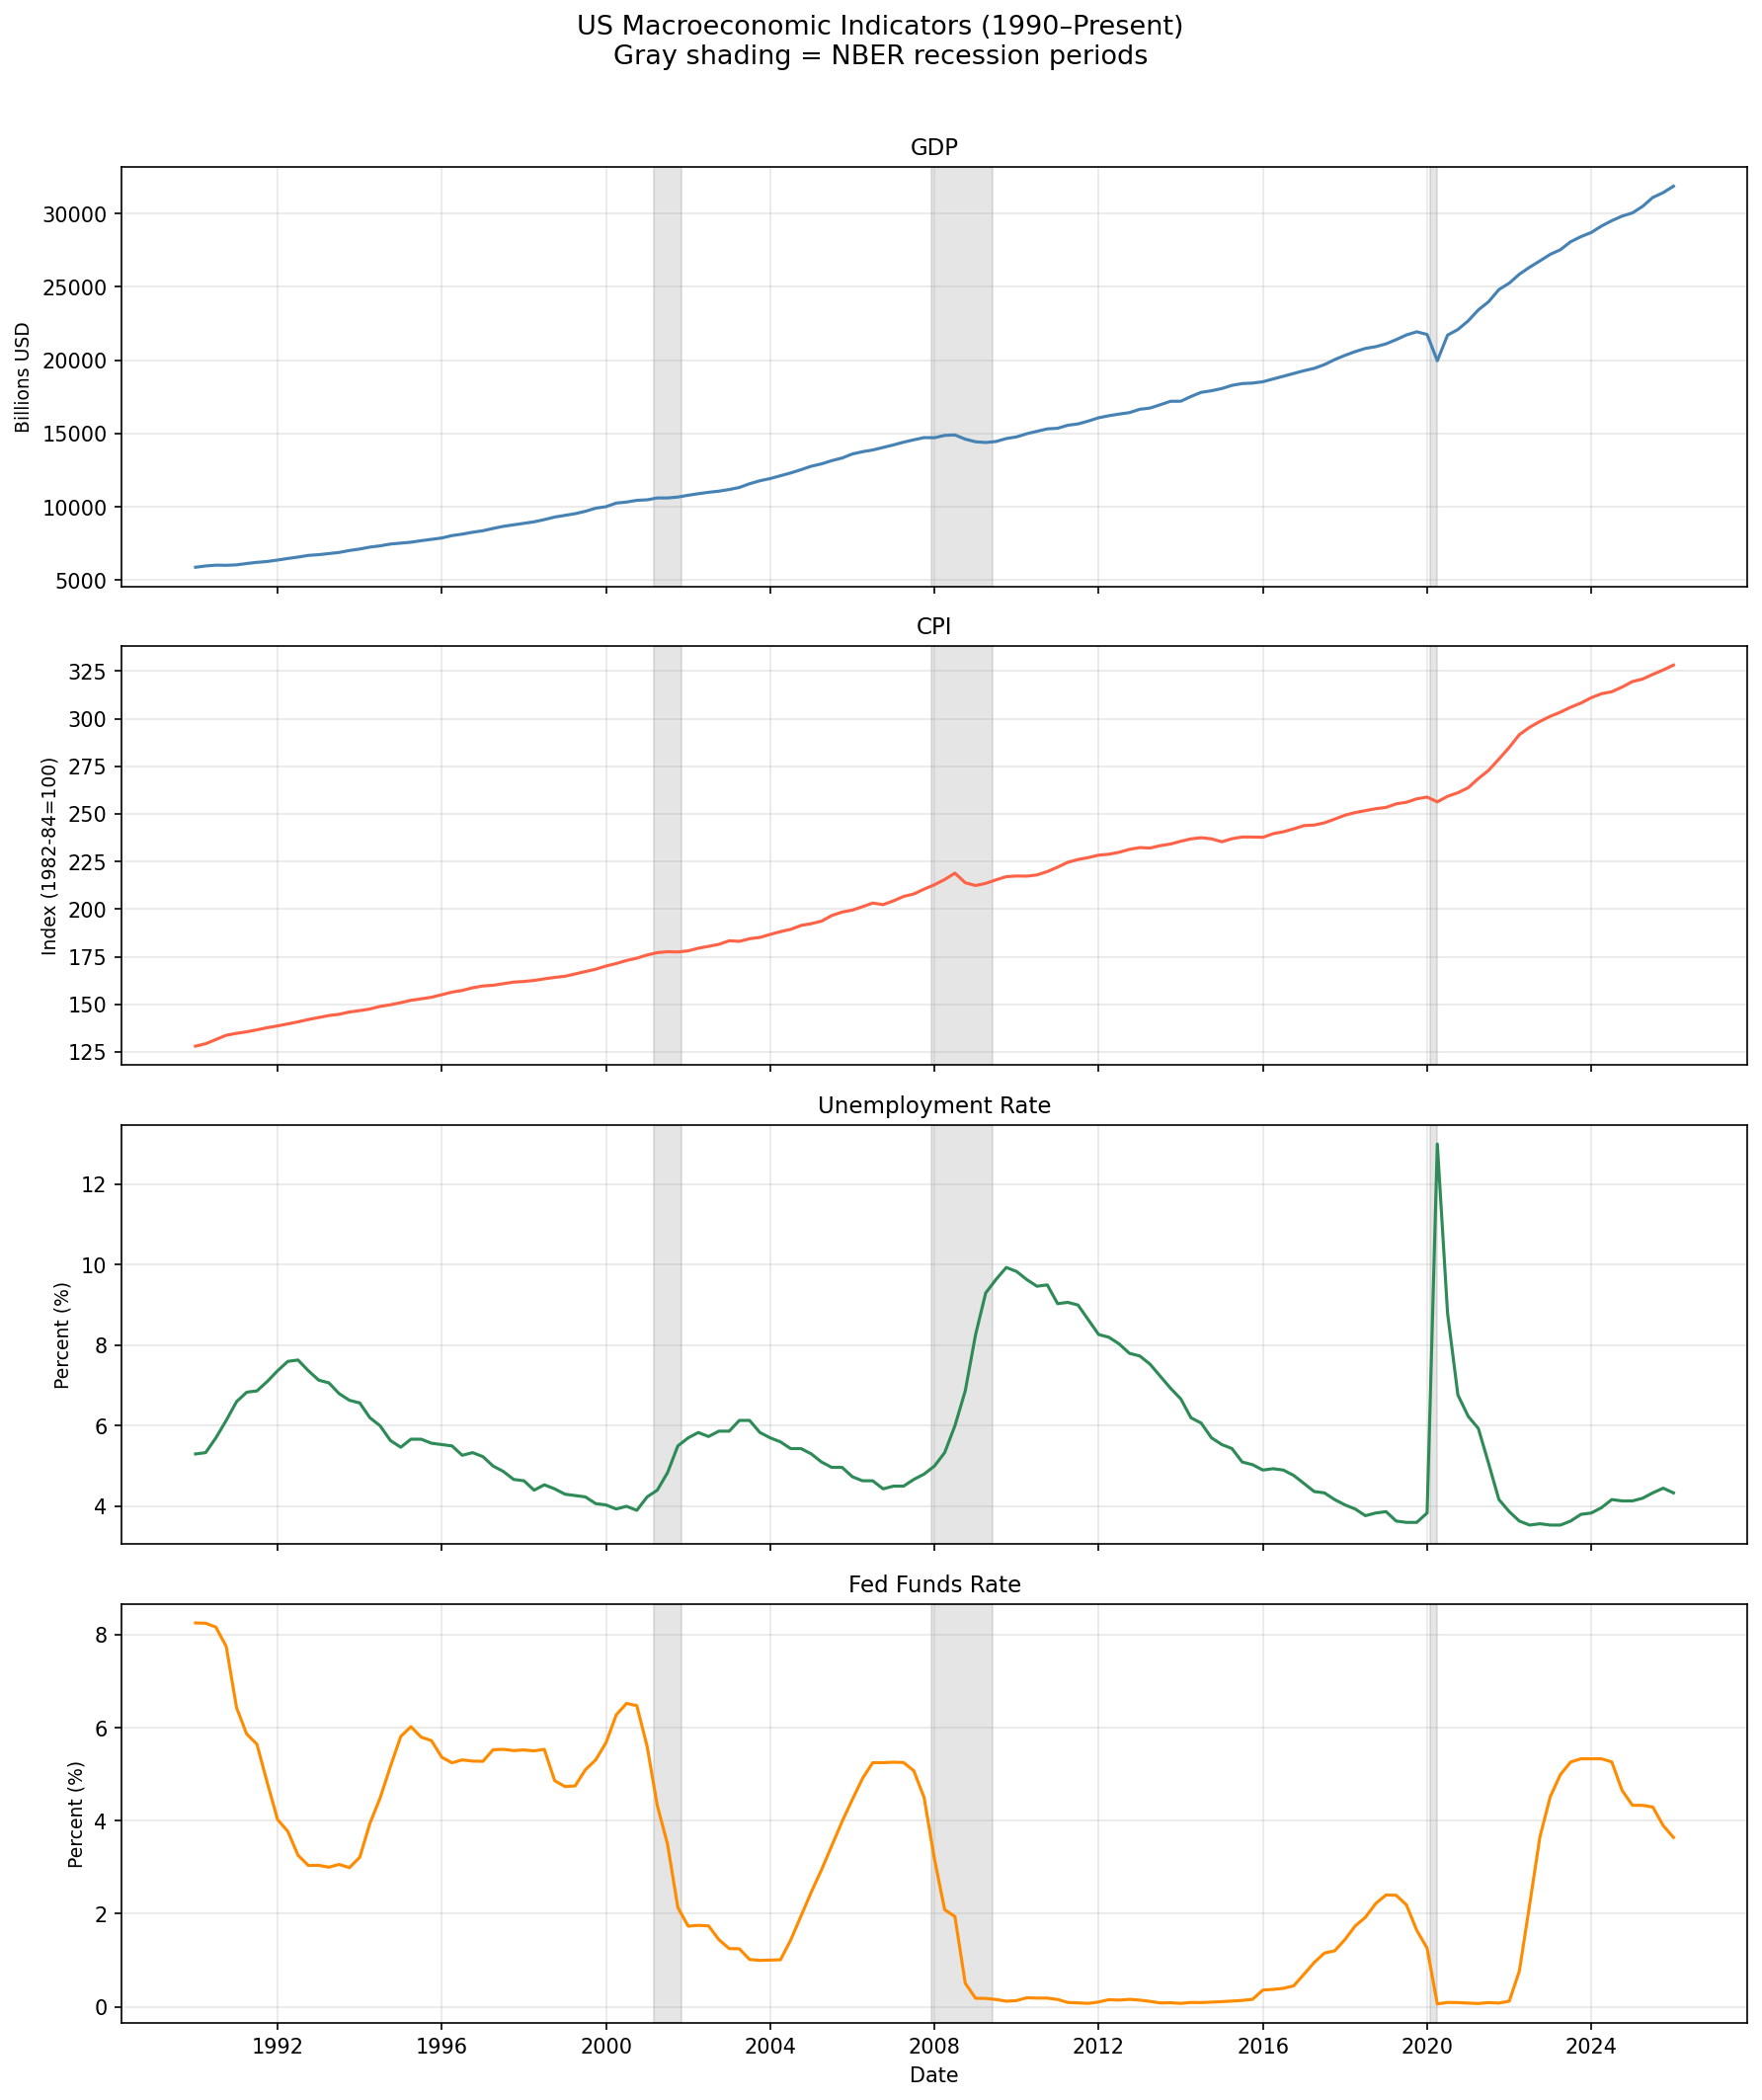 US Macroeconomic Indicators (1990–Present)
Gray shading = NBER recession periods
GDP
Billions USD
30000
25000
20000
15000
10000
5000
CPI
Index (1982-84=100)
325
300
275
250
225
200
175
150
125
Unemployment Rate
Percent (%)
12
10
8
6
4
Fed Funds Rate
Percent (%)
8
6
4
2
0
1992 1996 2000 2004 2008 2012 2016 2020 2024
Date